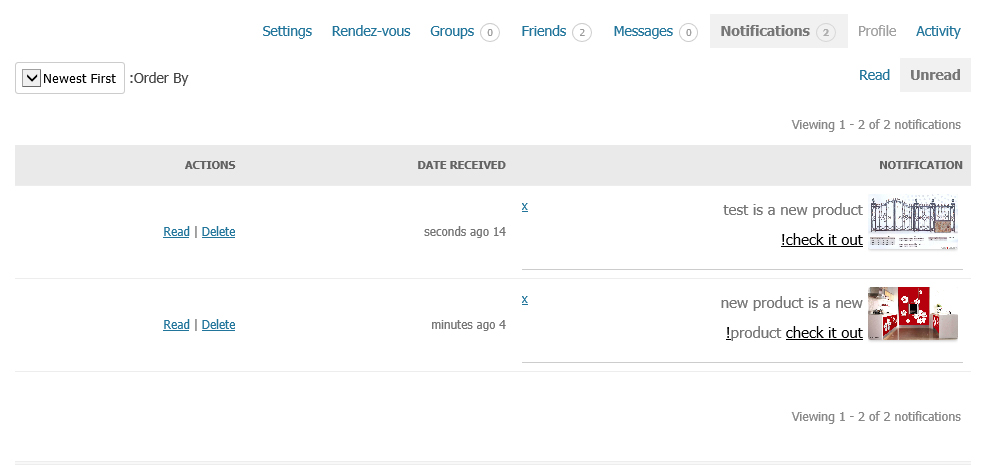 Settings Rendez-vous Groups 0 Friends 2 Messages 0 Notifications 2 Profile Activity
Newest First :Order By
Read Unread
Viewing 1 - 2 of 2 notifications
ACTIONS DATE RECEIVED NOTIFICATION
x test is a new product
Read | Delete seconds ago 14 !check it out
x new product is a new
Read | Delete minutes ago 4 !product check it out
Viewing 1 - 2 of 2 notifications